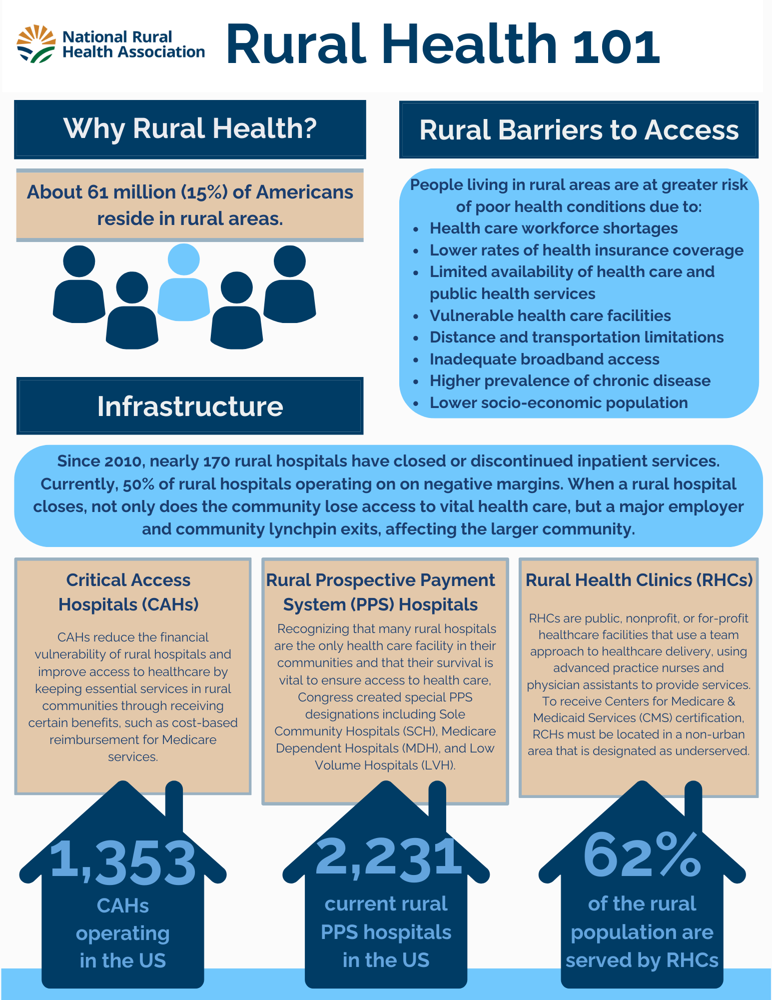 National Rural
Health Association
Rural Health 101
Why Rural Health?
About 61 million (15%) of Americans
reside in rural areas.
Rural Barriers to Access
People living in rural areas are at greater risk
of poor health conditions due to:
• Health care workforce shortages
• Lower rates of health insurance coverage
• Limited availability of health care and
public health services
• Vulnerable health care facilities
• Distance and transportation limitations
• Inadequate broadband access
• Higher prevalence of chronic disease
• Lower socio-economic population
Infrastructure
Since 2010, nearly 170 rural hospitals have closed or discontinued inpatient services.
Currently, 50% of rural hospitals operating on on negative margins. When a rural hospital
closes, not only does the community lose access to vital health care, but a major employer
and community lynchpin exits, affecting the larger community.
Critical Access
Hospitals (CAHs)
CAHs reduce the financial
vulnerability of rural hospitals and
improve access to healthcare by
keeping essential services in rural
communities through receiving
certain benefits, such as cost-based
reimbursement for Medicare
services.
1,353
CAHs
operating
in the US
Rural Prospective Payment
System (PPS) Hospitals
Recognizing that many rural hospitals
are the only health care facility in their
communities and that their survival is
vital to ensure access to health care,
Congress created special PPS
designations including Sole
Community Hospitals (SCH), Medicare
Dependent Hospitals (MDH), and Low
Volume Hospitals (LVH).
2,231
current rural
PPS hospitals
in the US
Rural Health Clinics (RHCs)
RHCs are public, nonprofit, or for-profit
healthcare facilities that use a team
approach to healthcare delivery, using
advanced practice nurses and
physician assistants to provide services.
To receive Centers for Medicare &
Medicaid Services (CMS) certification,
RCHs must be located in a non-urban
area that is designated as underserved.
62%
of the rural
population are
served by RHCs